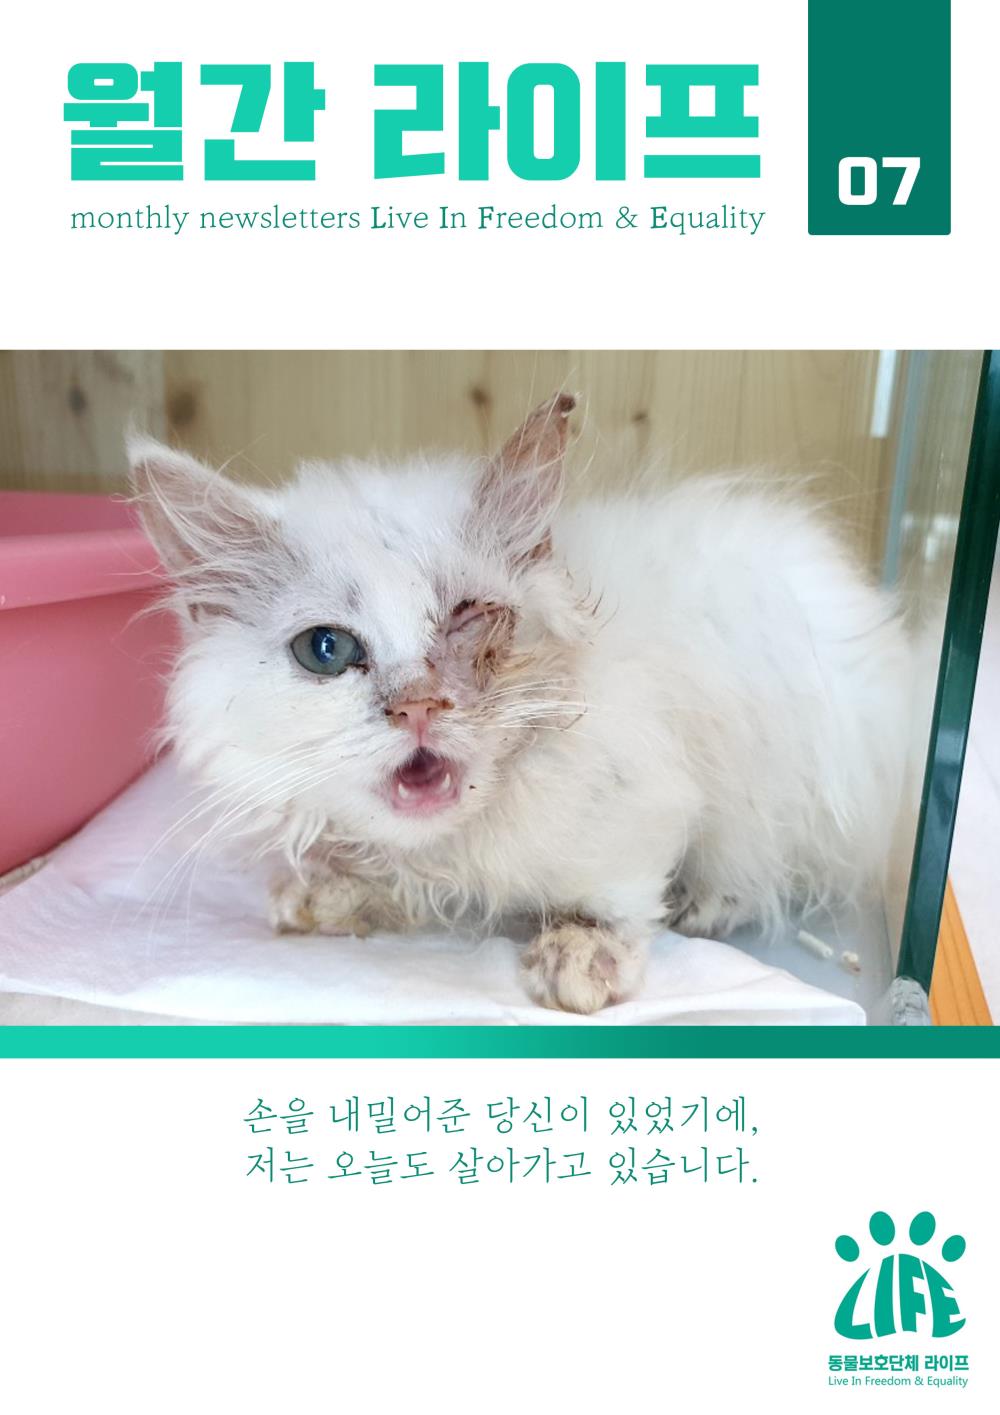 월간 라이프
07
monthly newsletters Live In Freedom & Equality
손을 내밀어준 당신이 있었기에,
저는 오늘도 살아가고 있습니다.
LIFE
동물보호단체 라이프
Live In Freedom & Equality